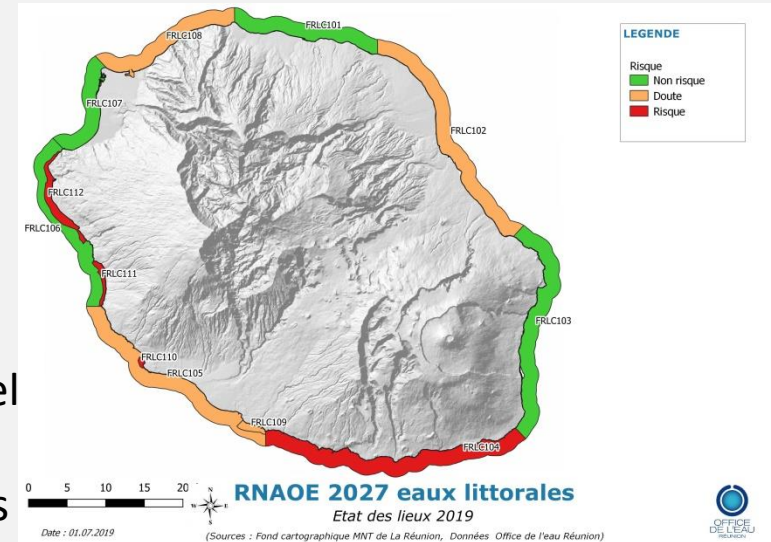 FRLC101
FRLC108
LEGENDE
Risque
Non risque
Doute
Risque
FRLC107
FRLC102
FRLC112
FRLC106
FRLC111
FRLC103
FRLC110
FRLC105
el
FRLC109
FRLC104
s
0 5 10 15 20
N
W E
S
RNAOE 2027 eaux littorales
Etat des lieux 2019
Date : 01.07.2019
(Sources : Fond cartographique MNT de La Réunion, Données Office de l'eau Réunion)
OFFICE
DE L'EAU
RÉUNION